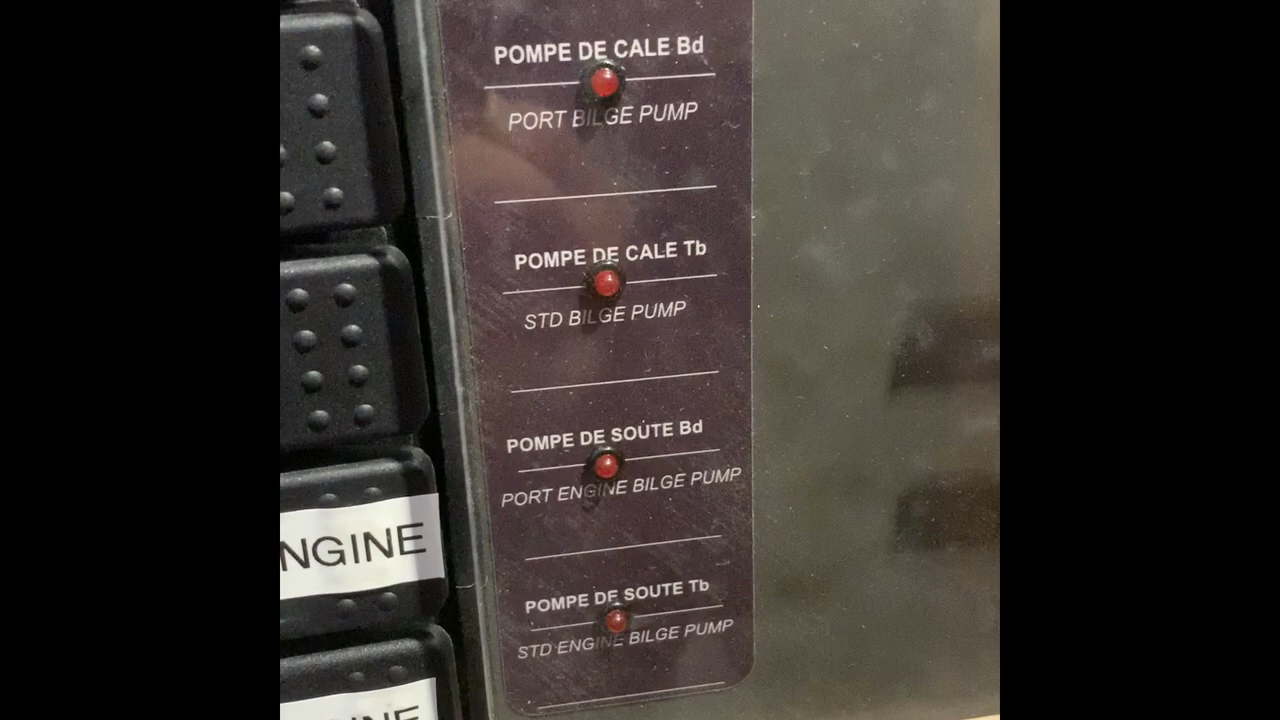 POMPE DE CALE Bd
PORT BILGE PUMP
POMPE DE CALE Tb
STD BILGE PUMP
POMPE DE SOUTE Bd
PORT ENGINE BILGE PUMP
POMPE DE SOUTE Tb
STD ENGINE BILGE PUMP
NGINE
INE